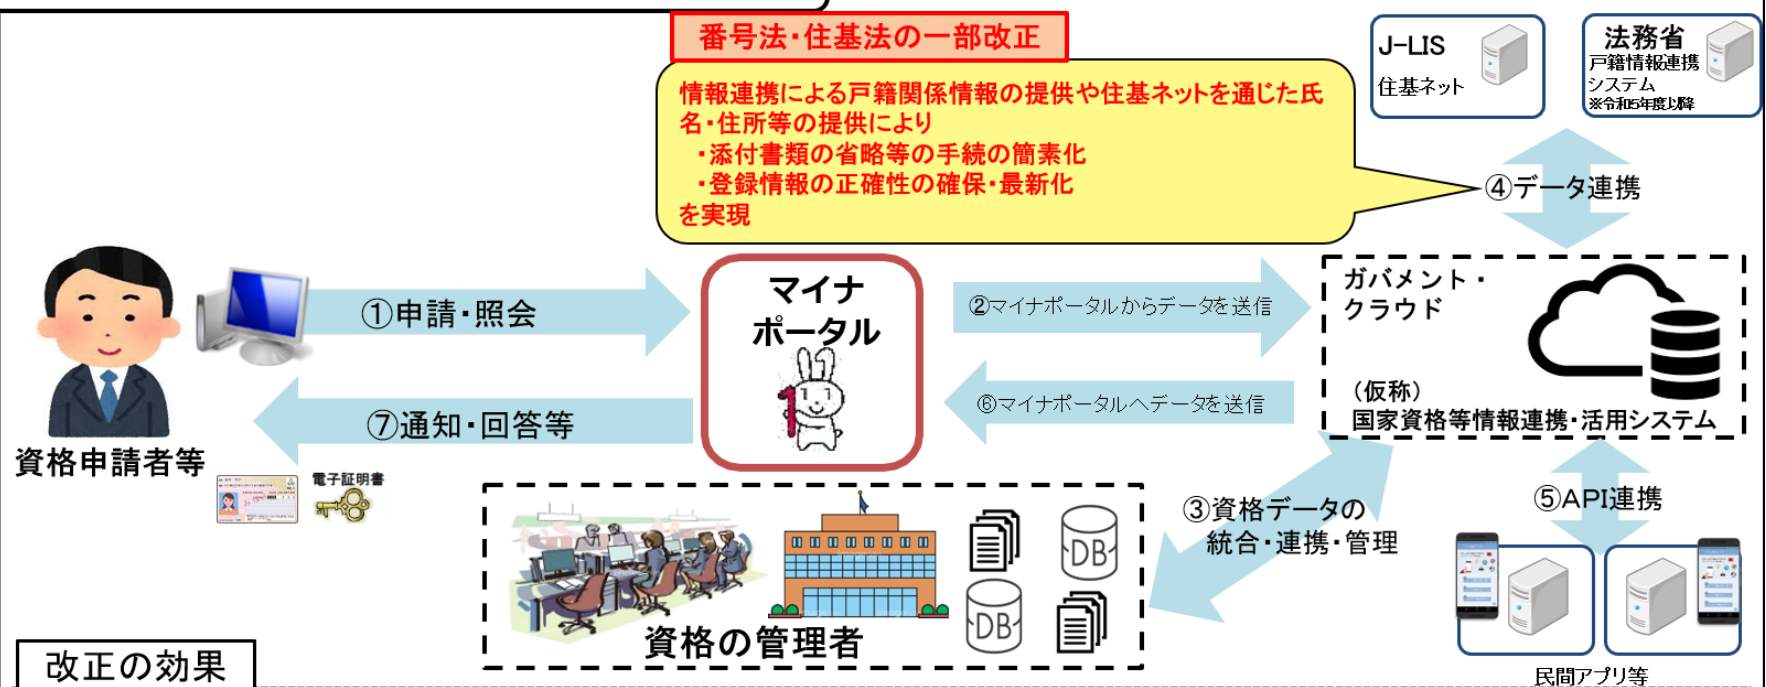 番号法・住基法の一部改正
情報連携による戸籍関係情報の提供や住基ネットを通じた氏
名・住所等の提供により
・添付書類の省略等の手続の簡素化
・登録情報の正確性の確保・最新化
を実現
J-LIS
住基ネット
法務省
戸籍情報連携
システム
※令和5年度以降
④データ連携
①申請・照会
マイナ
ポータル
②マイナポータルからデータを送信
ガバメント・
クラウド
（仮称）
国家資格等情報連携・活用システム
⑥マイナポータルへデータを送信
⑦通知・回答等
資格申請者等
電子証明書
③資格データの
統合・連携・管理
⑤API連携
DB
DB
資格の管理者
民間アプリ等
改正の効果